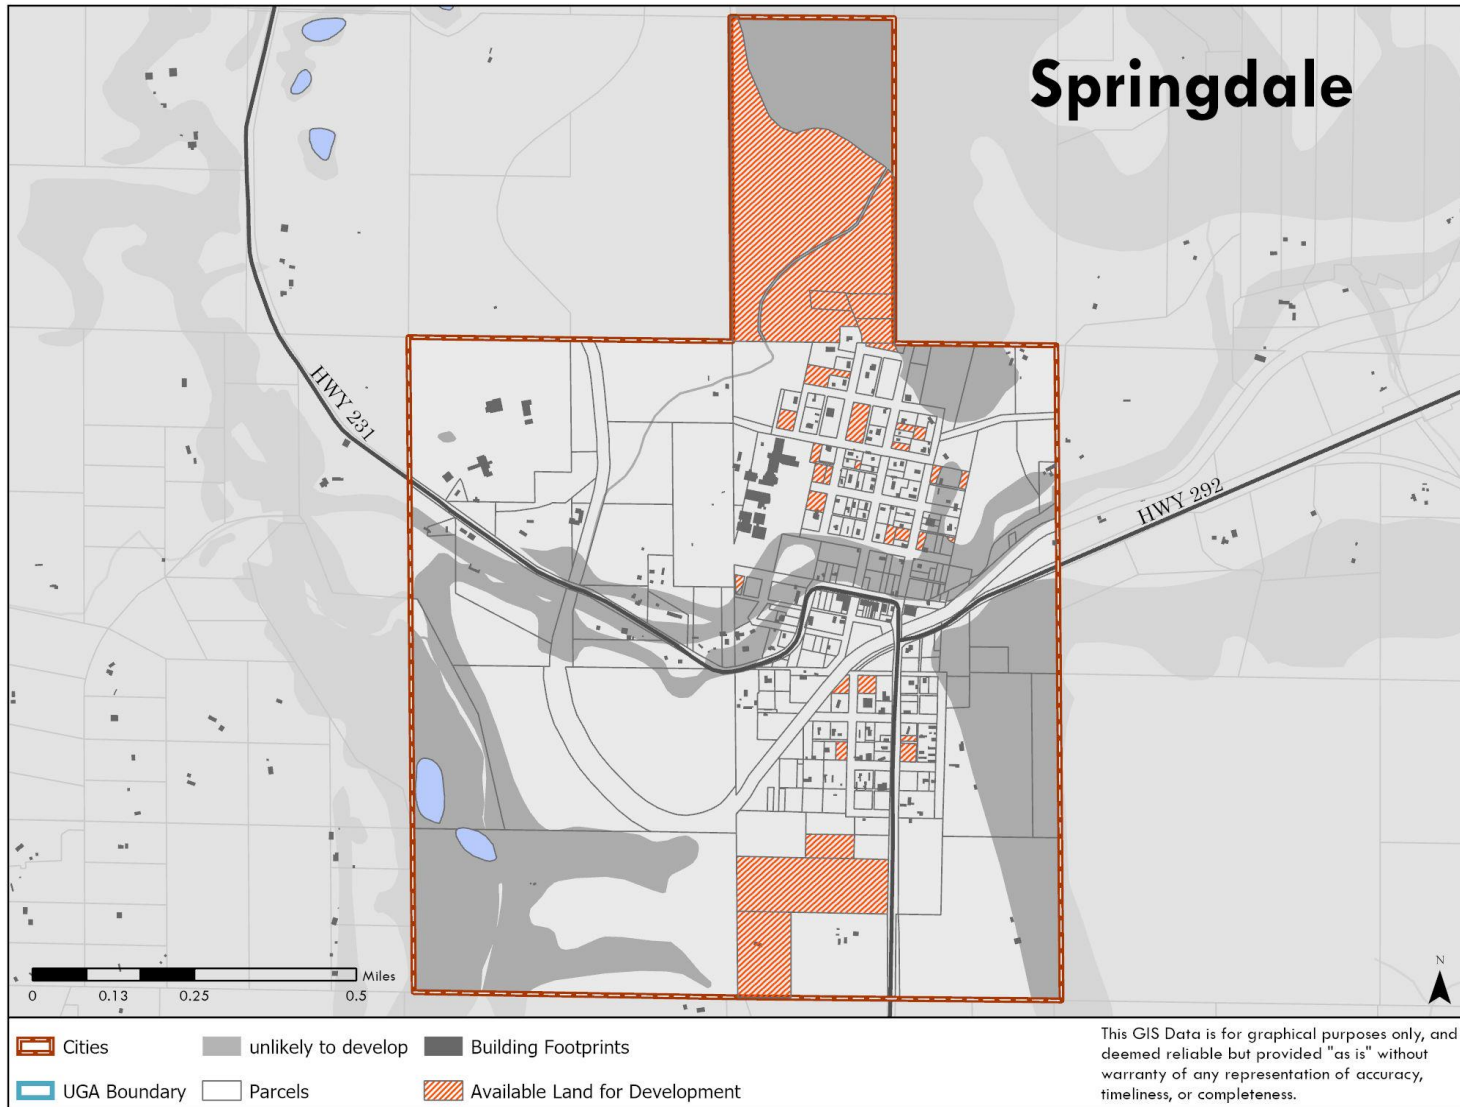 Springdale
HWY 231
HWY 292
Miles
0 0.13 0.25 0.5
N
Cities
unlikely to develop
Building Footprints
UGA Boundary
Parcels
Available Land for Development
This GIS Data is for graphical purposes only, and
deemed reliable but provided "as is" without
warranty of any representation of accuracy,
timeliness, or completeness.